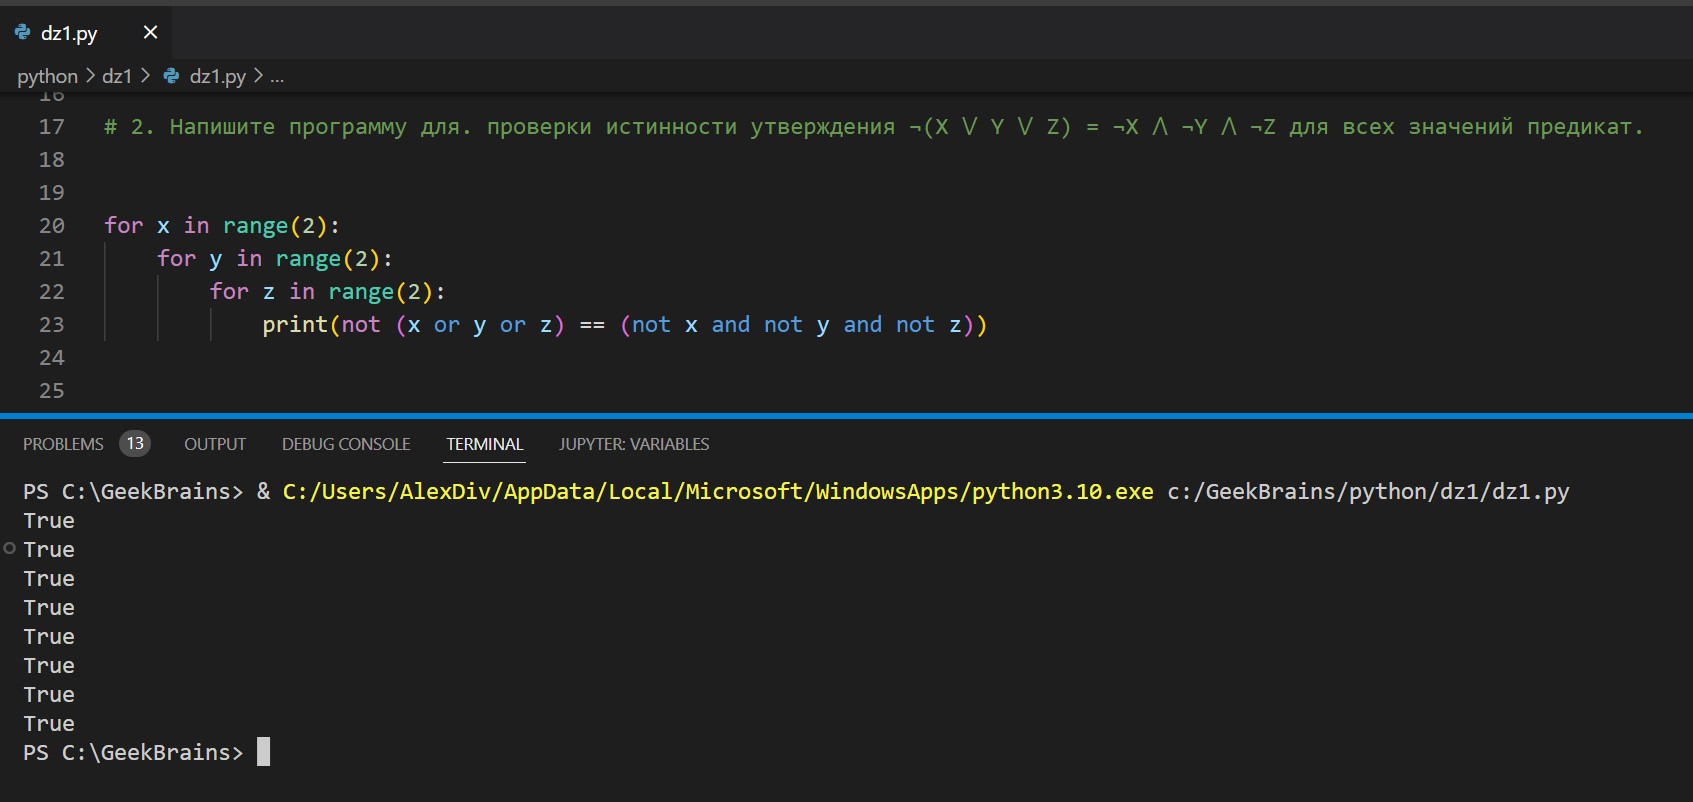 dz1.py ×
python > dz1 > dz1.py > ...
16
17 # 2. Напишите программу для. проверки истинности утверждения ¬(X ⋁ Y ⋁ Z) = ¬X ⋀ ¬Y ⋀ ¬Z для всех значений предикат.
18
19
20 for x in range(2):
21     for y in range(2):
22         for z in range(2):
23             print(not (x or y or z) == (not x and not y and not z))
24
25
PROBLEMS 13 OUTPUT DEBUG CONSOLE TERMINAL JUPYTER: VARIABLES
PS C:\GeekBrains> & C:/Users/AlexDiv/AppData/Local/Microsoft/WindowsApps/python3.10.exe c:/GeekBrains/python/dz1/dz1.py
True
True
True
True
True
True
True
True
PS C:\GeekBrains>